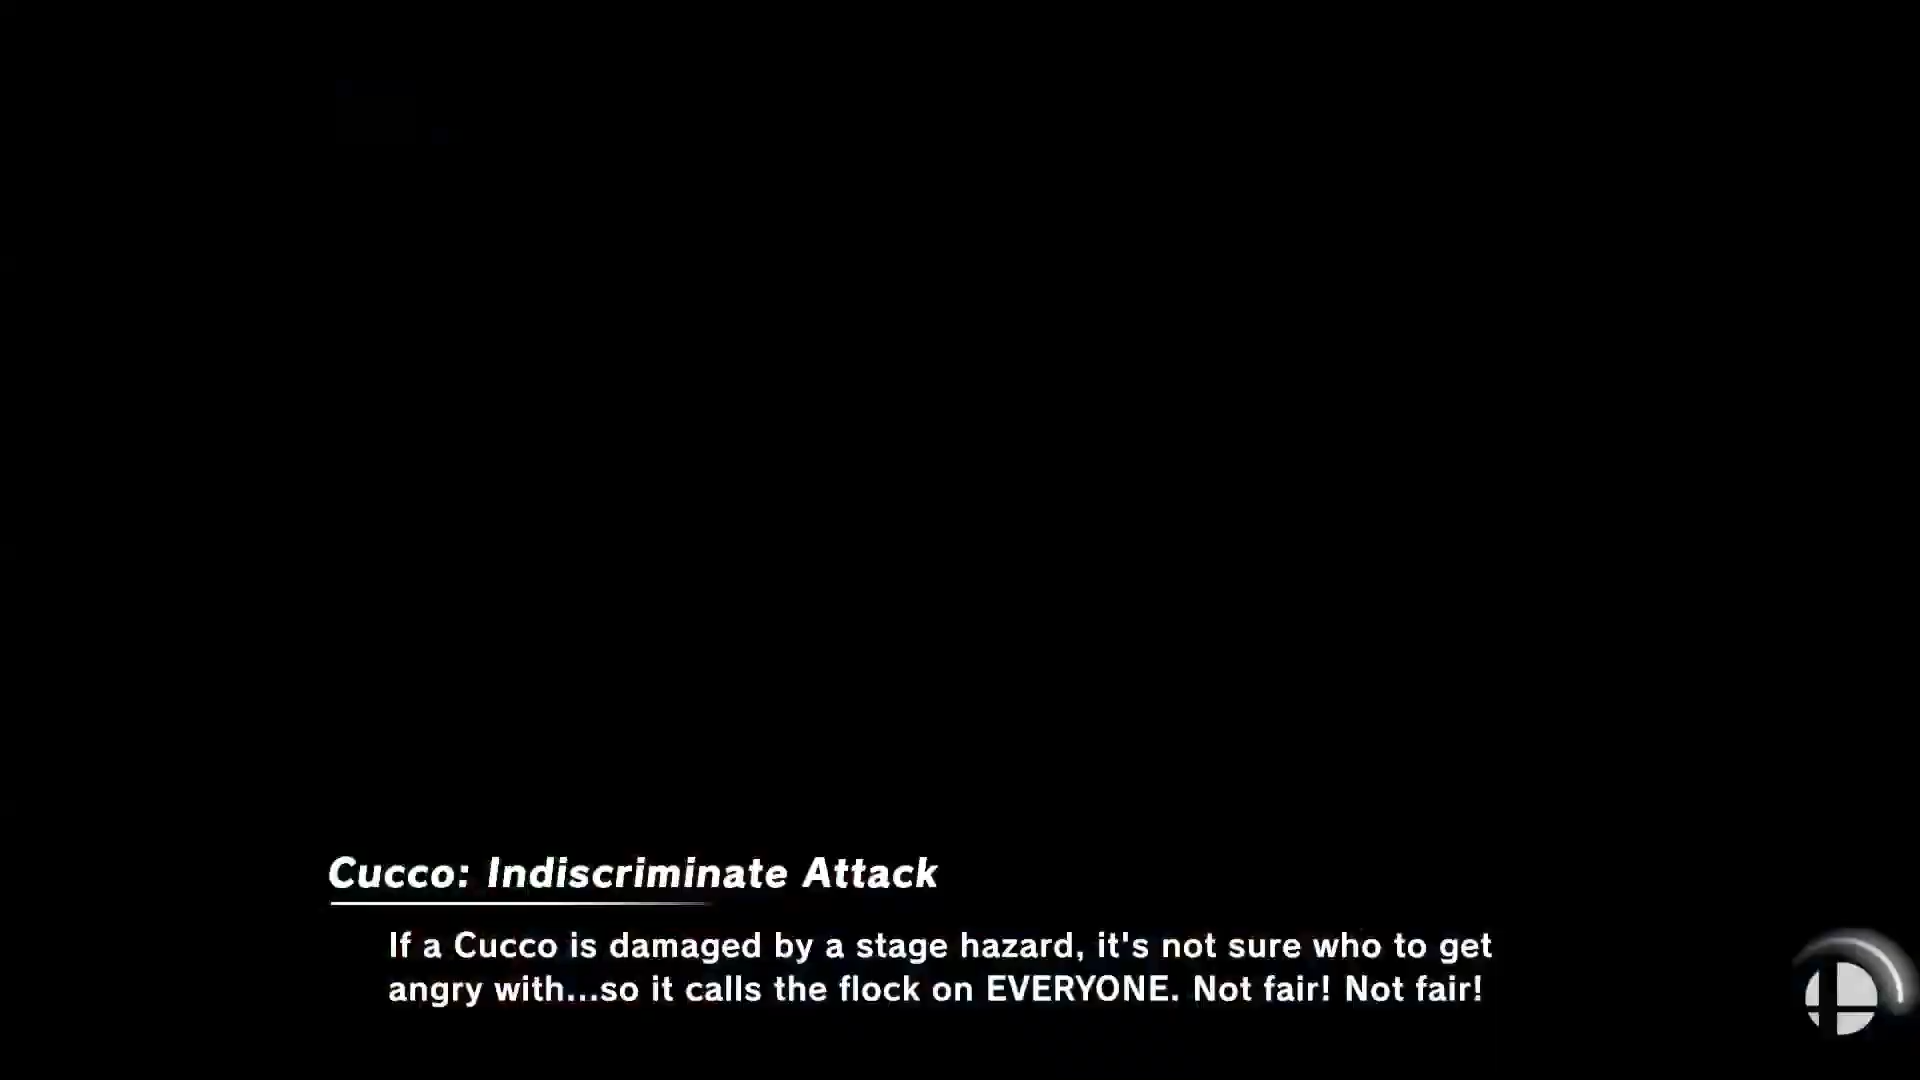 Cucco: Indiscriminate Attack
If a Cucco is damaged by a stage hazard, it's not sure who to get
angry with...so it calls the flock on EVERYONE. Not fair! Not fair!